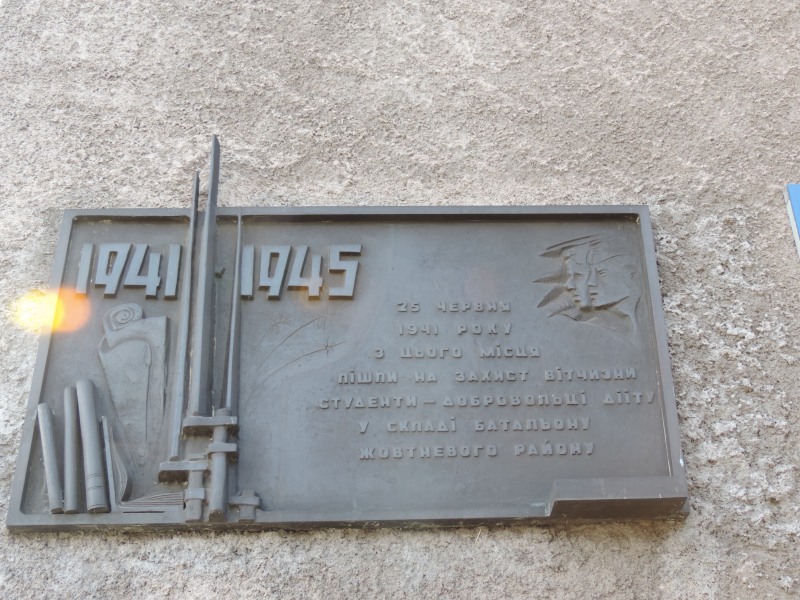 1941 1945
25 ЧЕРВНЯ
1941 РОКУ
З ЦЬОГО МІСЦЯ
ПІШЛИ НА ЗАХИСТ ВІТЧИЗНИ
СТУДЕНТИ — ДОБРОВОЛЬЦІ ДІІТУ
У СКЛАДІ БАТАЛЬЙОНУ
ЖОВТНЕВОГО РАЙОНУ